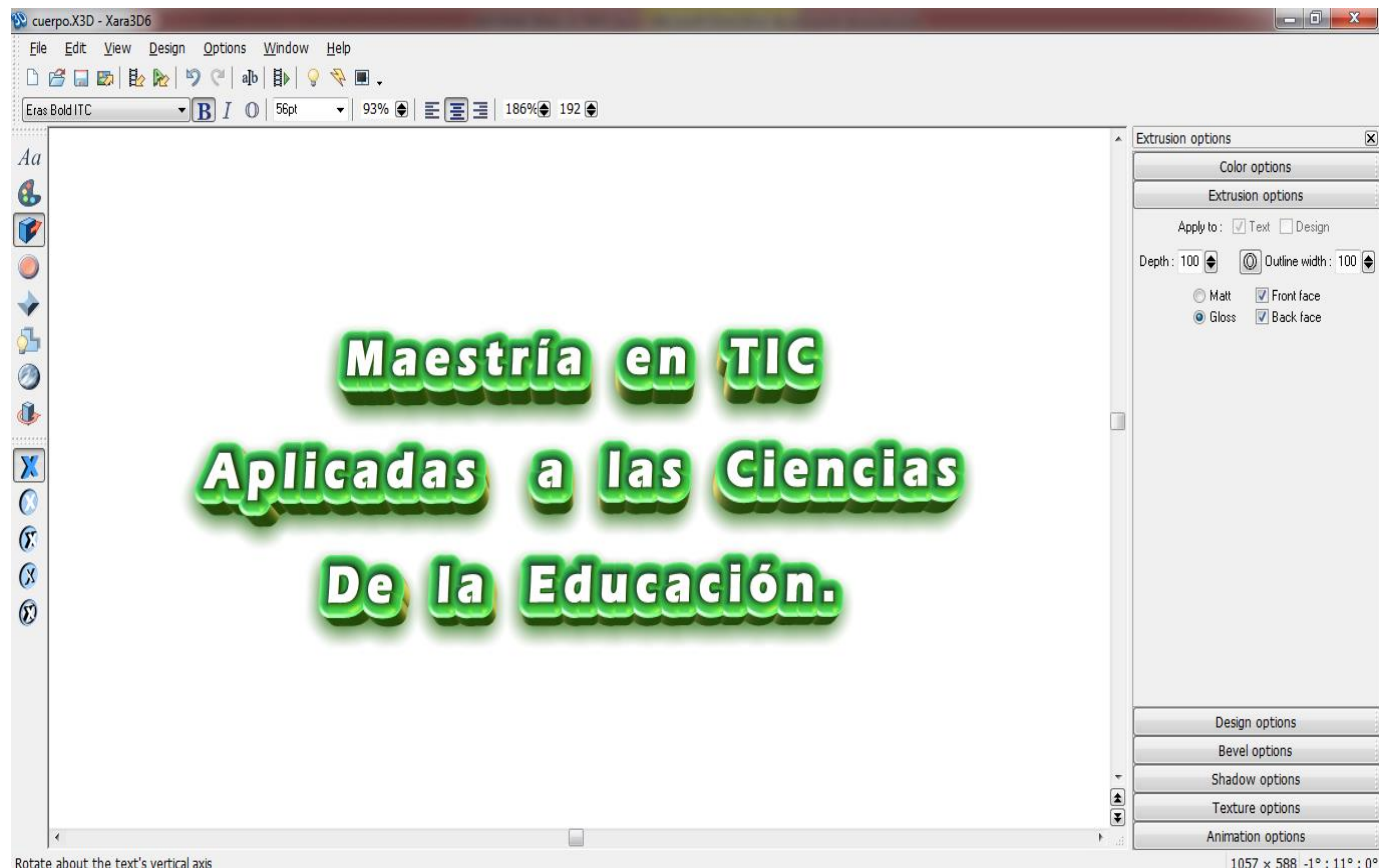 cuerpo.X3D - Xara3D6
File Edit View Design Options Window Help
a|b
Eras Bold ITC B I O 56pt 93% 186% 192
Aa
Extrusion options
Color options
Extrusion options
Apply to : Text Design
Depth : 100 Outline width : 100
Matt Front face
Gloss Back face
Maestría en TIC
Aplicadas a las Ciencias
De la Educación.
Design options
Bevel options
Shadow options
Texture options
Animation options
Rotate about the text's vertical axis
1057 x 588 -1° : 11° : 0°